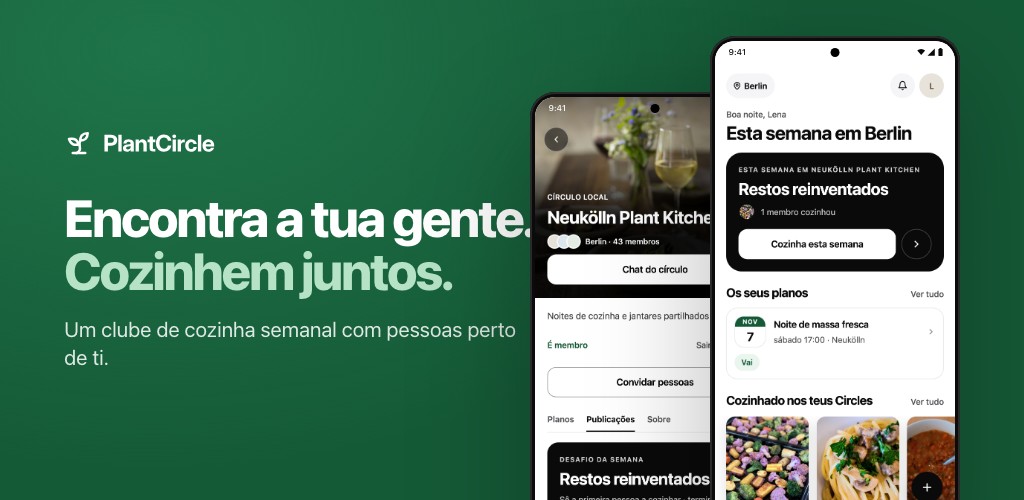 PlantCircle
Encontra a tua gente.
Cozinhem juntos.
Um clube de cozinha semanal com pessoas perto
de ti.
9:41
CÍRCULO LOCAL
Neukölln Plant Kitche
Berlin · 43 membros
Chat do círculo
Noites de cozinha e jantares partilhados
É membro
Convidar pessoas
Planos Publicações Sobre
DESAFIO DA SEMANA
Restos reinventados
9:41
Berlin
L
Boa noite, Lena
Esta semana em Berlin
ESTA SEMANA EM NEUKÖLLN PLANT KITCHEN
Restos reinventados
1 membro cozinhou
Cozinha esta semana
Os seus planos Ver tudo
NOV
7
Noite de massa fresca
sábado 17:00 · Neukölln
Vai
Cozinhado nos teus Circles Ver tudo